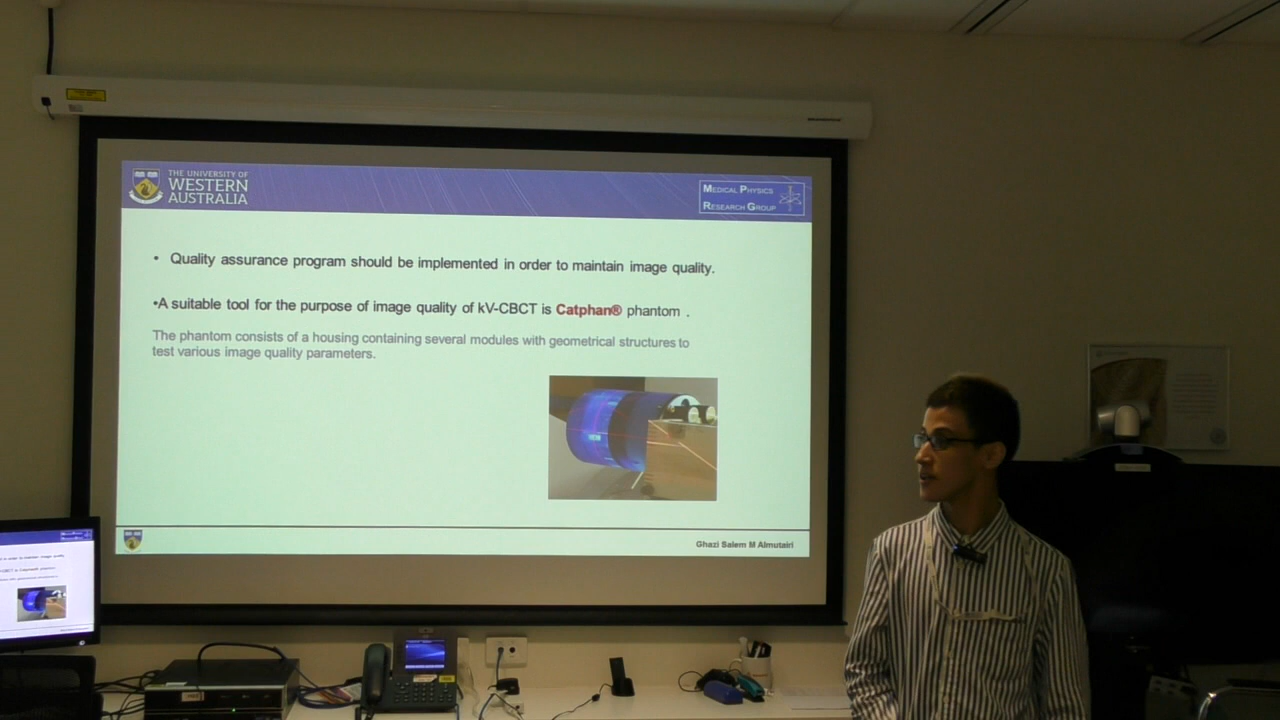 THE UNIVERSITY OF
WESTERN
AUSTRALIA
MEDICAL PHYSICS
RESEARCH GROUP
• Quality assurance program should be implemented in order to maintain image quality.
•A suitable tool for the purpose of image quality of kV-CBCT is Catphan® phantom .
The phantom consists of a housing containing several modules with geometrical structures to
test various image quality parameters.
Ghazi Salem M Almutairi